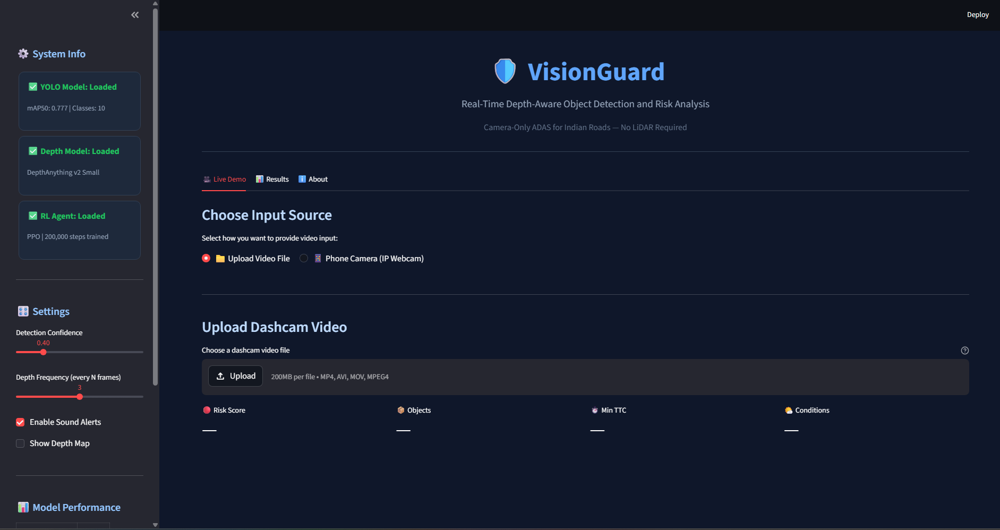 Deploy
System Info
YOLO Model: Loaded
mAP50: 0.777 | Classes: 10
Depth Model: Loaded
DepthAnything v2 Small
RL Agent: Loaded
PPO | 200,000 steps trained
Settings
Detection Confidence
0.40
Depth Frequency (every N frames)
3
Enable Sound Alerts
Show Depth Map
Model Performance
VisionGuard
Real-Time Depth-Aware Object Detection and Risk Analysis
Camera-Only ADAS for Indian Roads — No LiDAR Required
Live Demo Results About
Choose Input Source
Select how you want to provide video input:
Upload Video File Phone Camera (IP Webcam)
Upload Dashcam Video
Choose a dashcam video file
Upload 200MB per file • MP4, AVI, MOV, MPEG4
Risk Score Objects Min TTC Conditions
— — — —